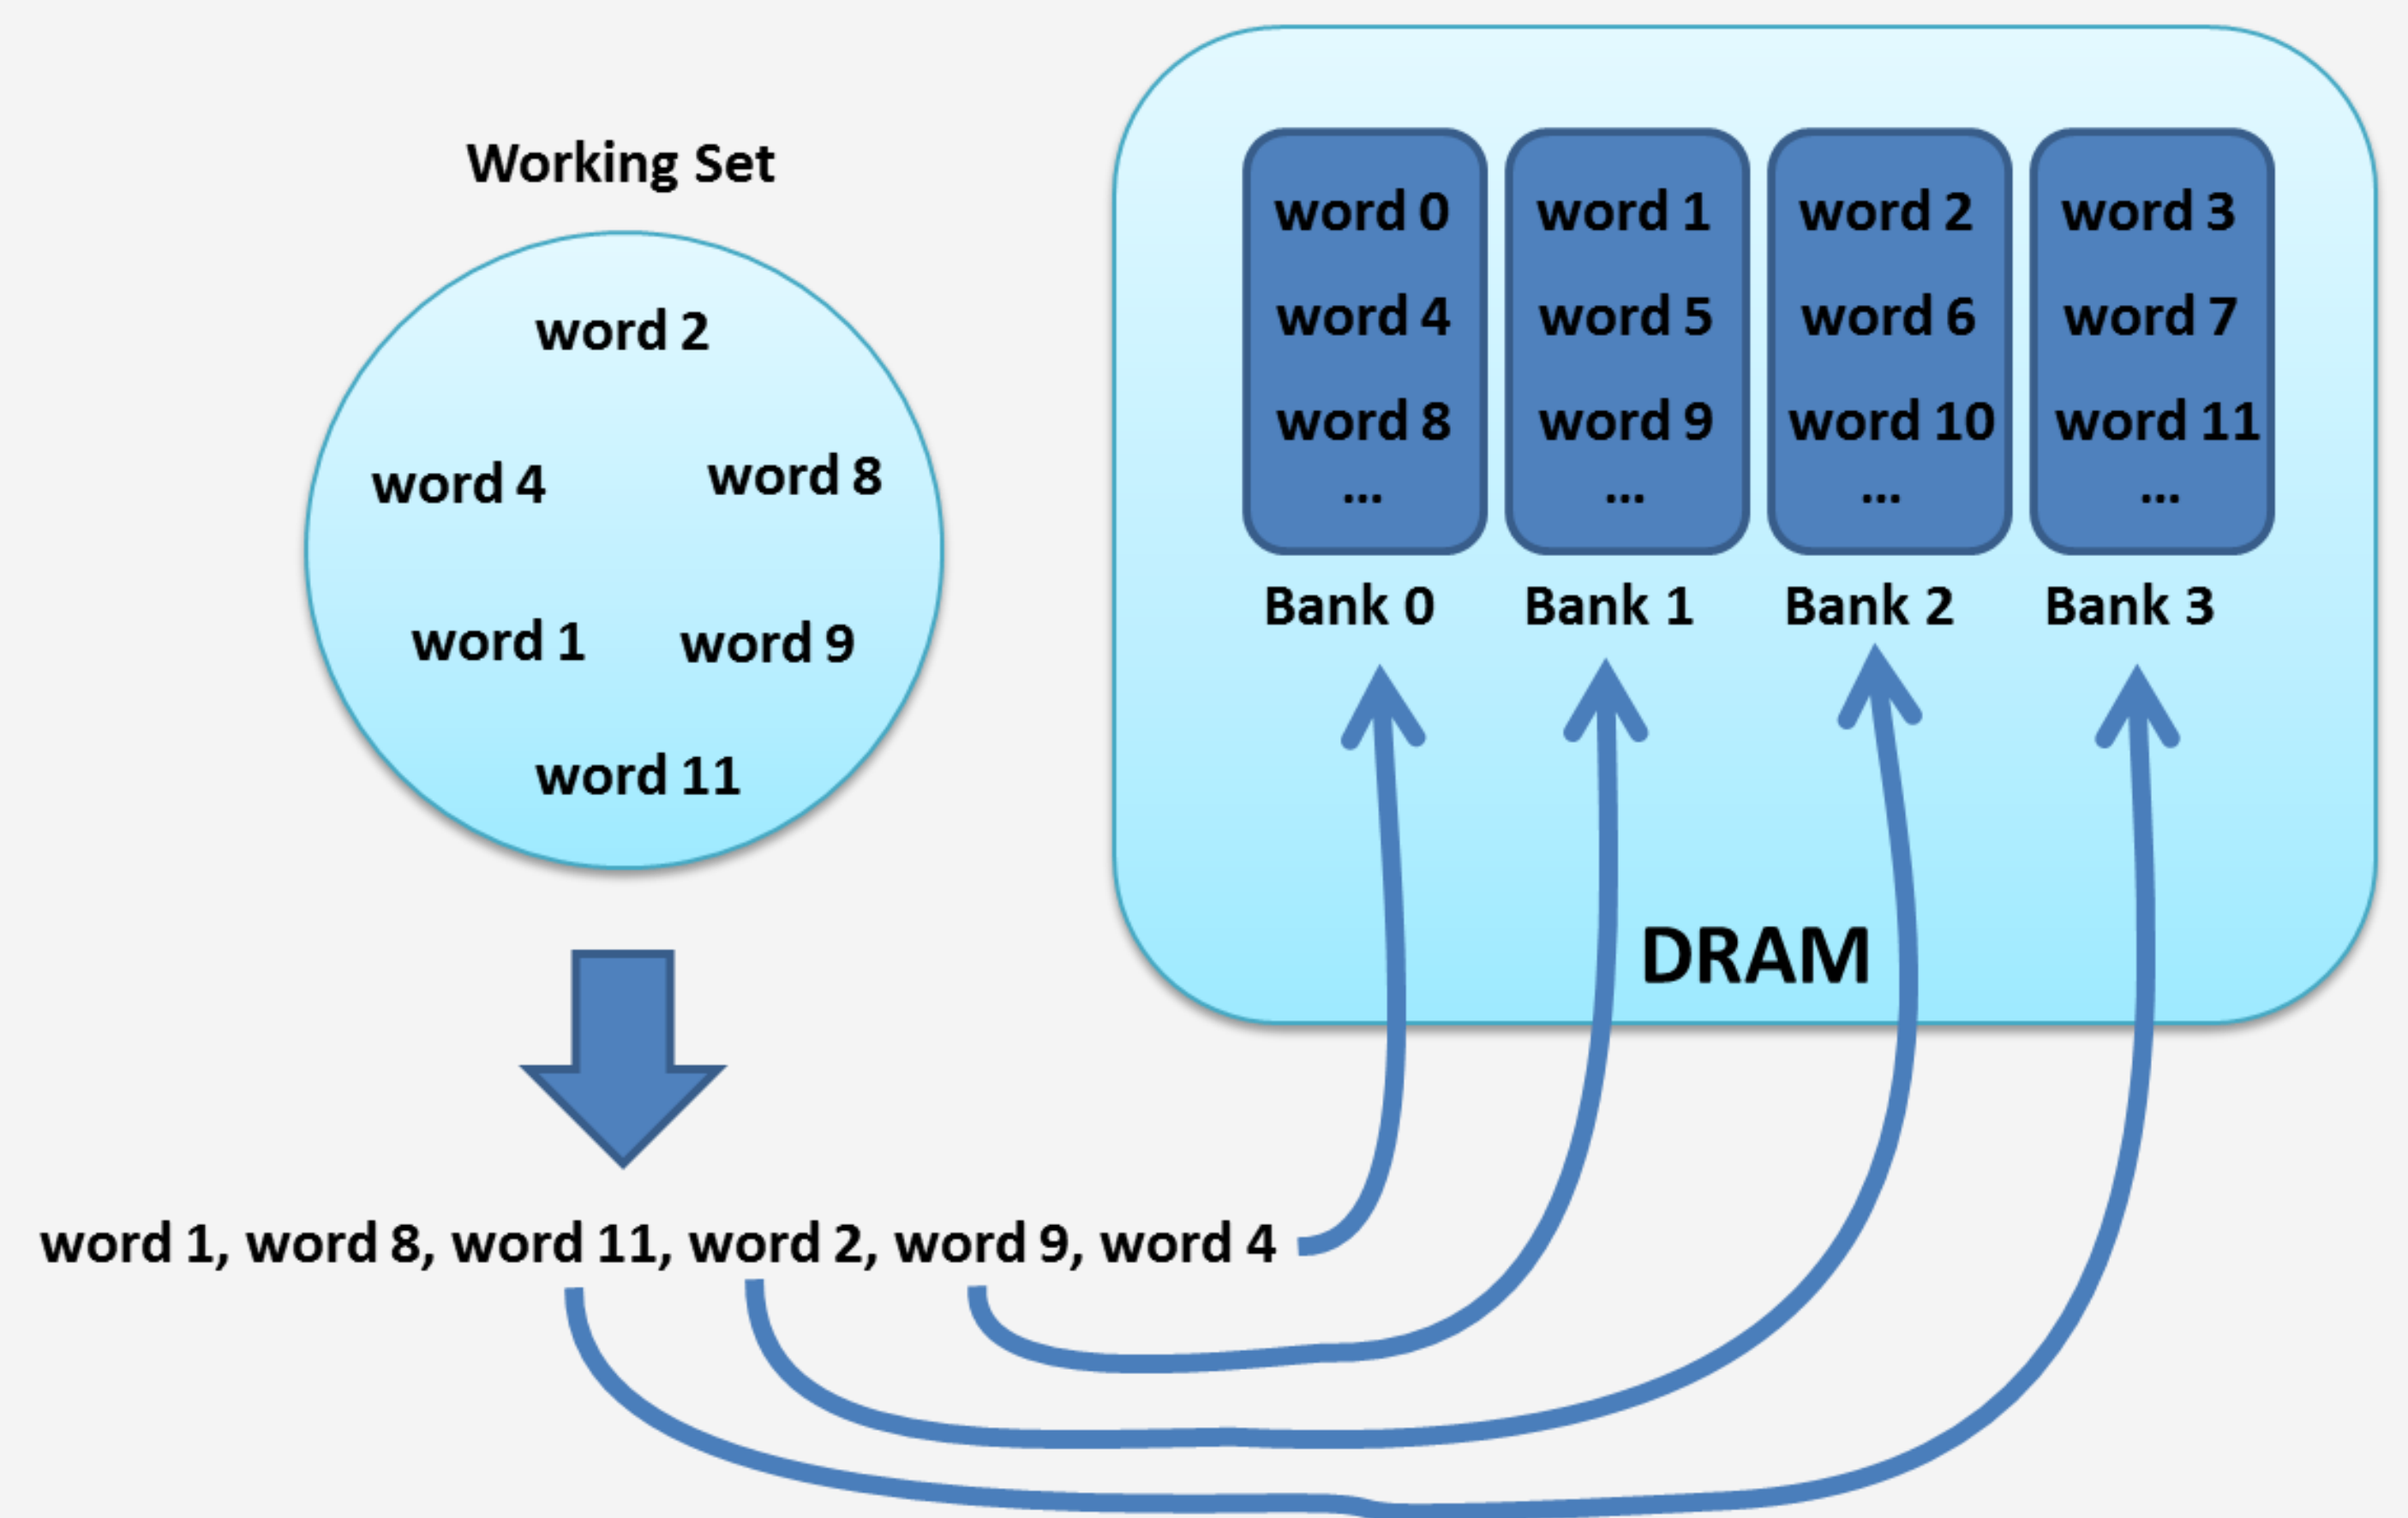 Working Set
word 2
word 4 word 8
word 1 word 9
word 11
word 0 word 1 word 2 word 3
word 4 word 5 word 6 word 7
word 8 word 9 word 10 word 11
... ... ... ...
Bank 0 Bank 1 Bank 2 Bank 3
DRAM
word 1, word 8, word 11, word 2, word 9, word 4